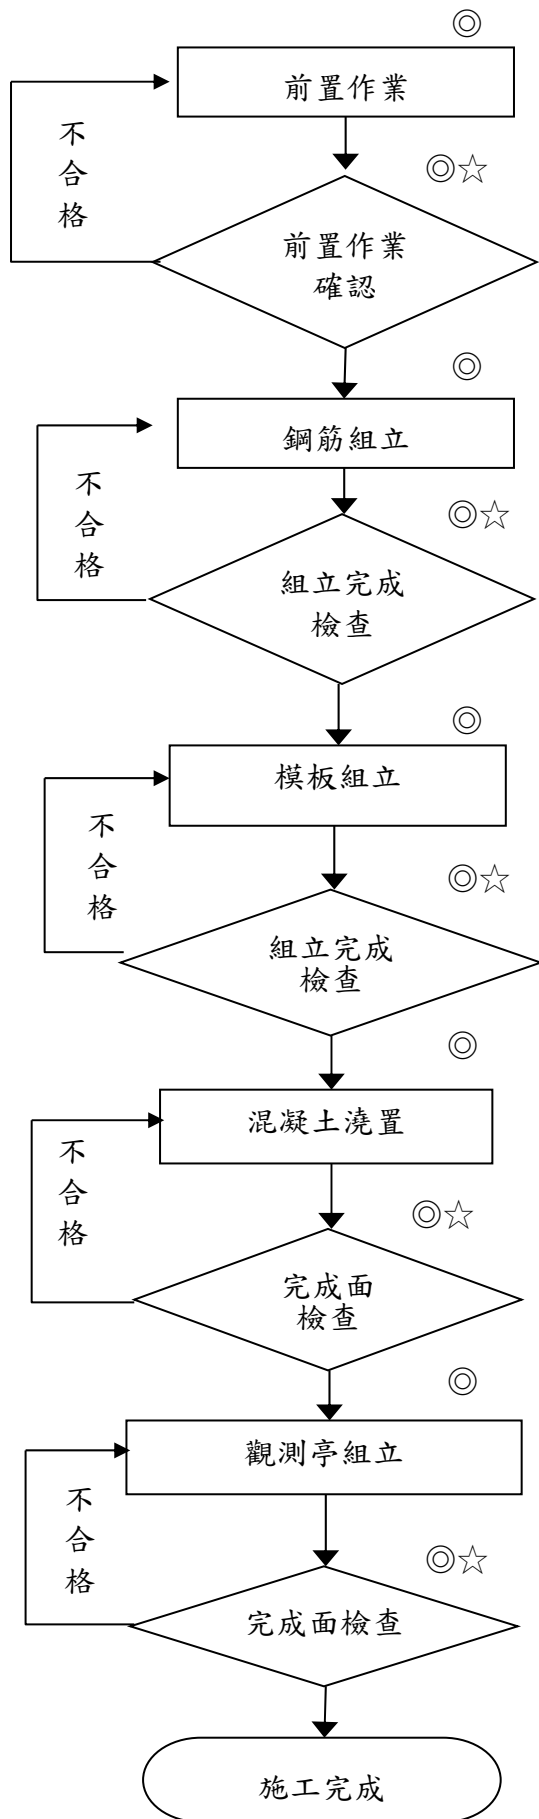 ◎
前置作業
◎☆
不合格
前置作業
確認
◎
鋼筋組立
◎☆
不合格
組立完成
檢查
◎
模板組立
◎☆
不合格
組立完成
檢查
◎
混凝土澆置
◎☆
不合格
完成面
檢查
◎
觀測亭組立
◎☆
不合格
完成面檢查
施工完成